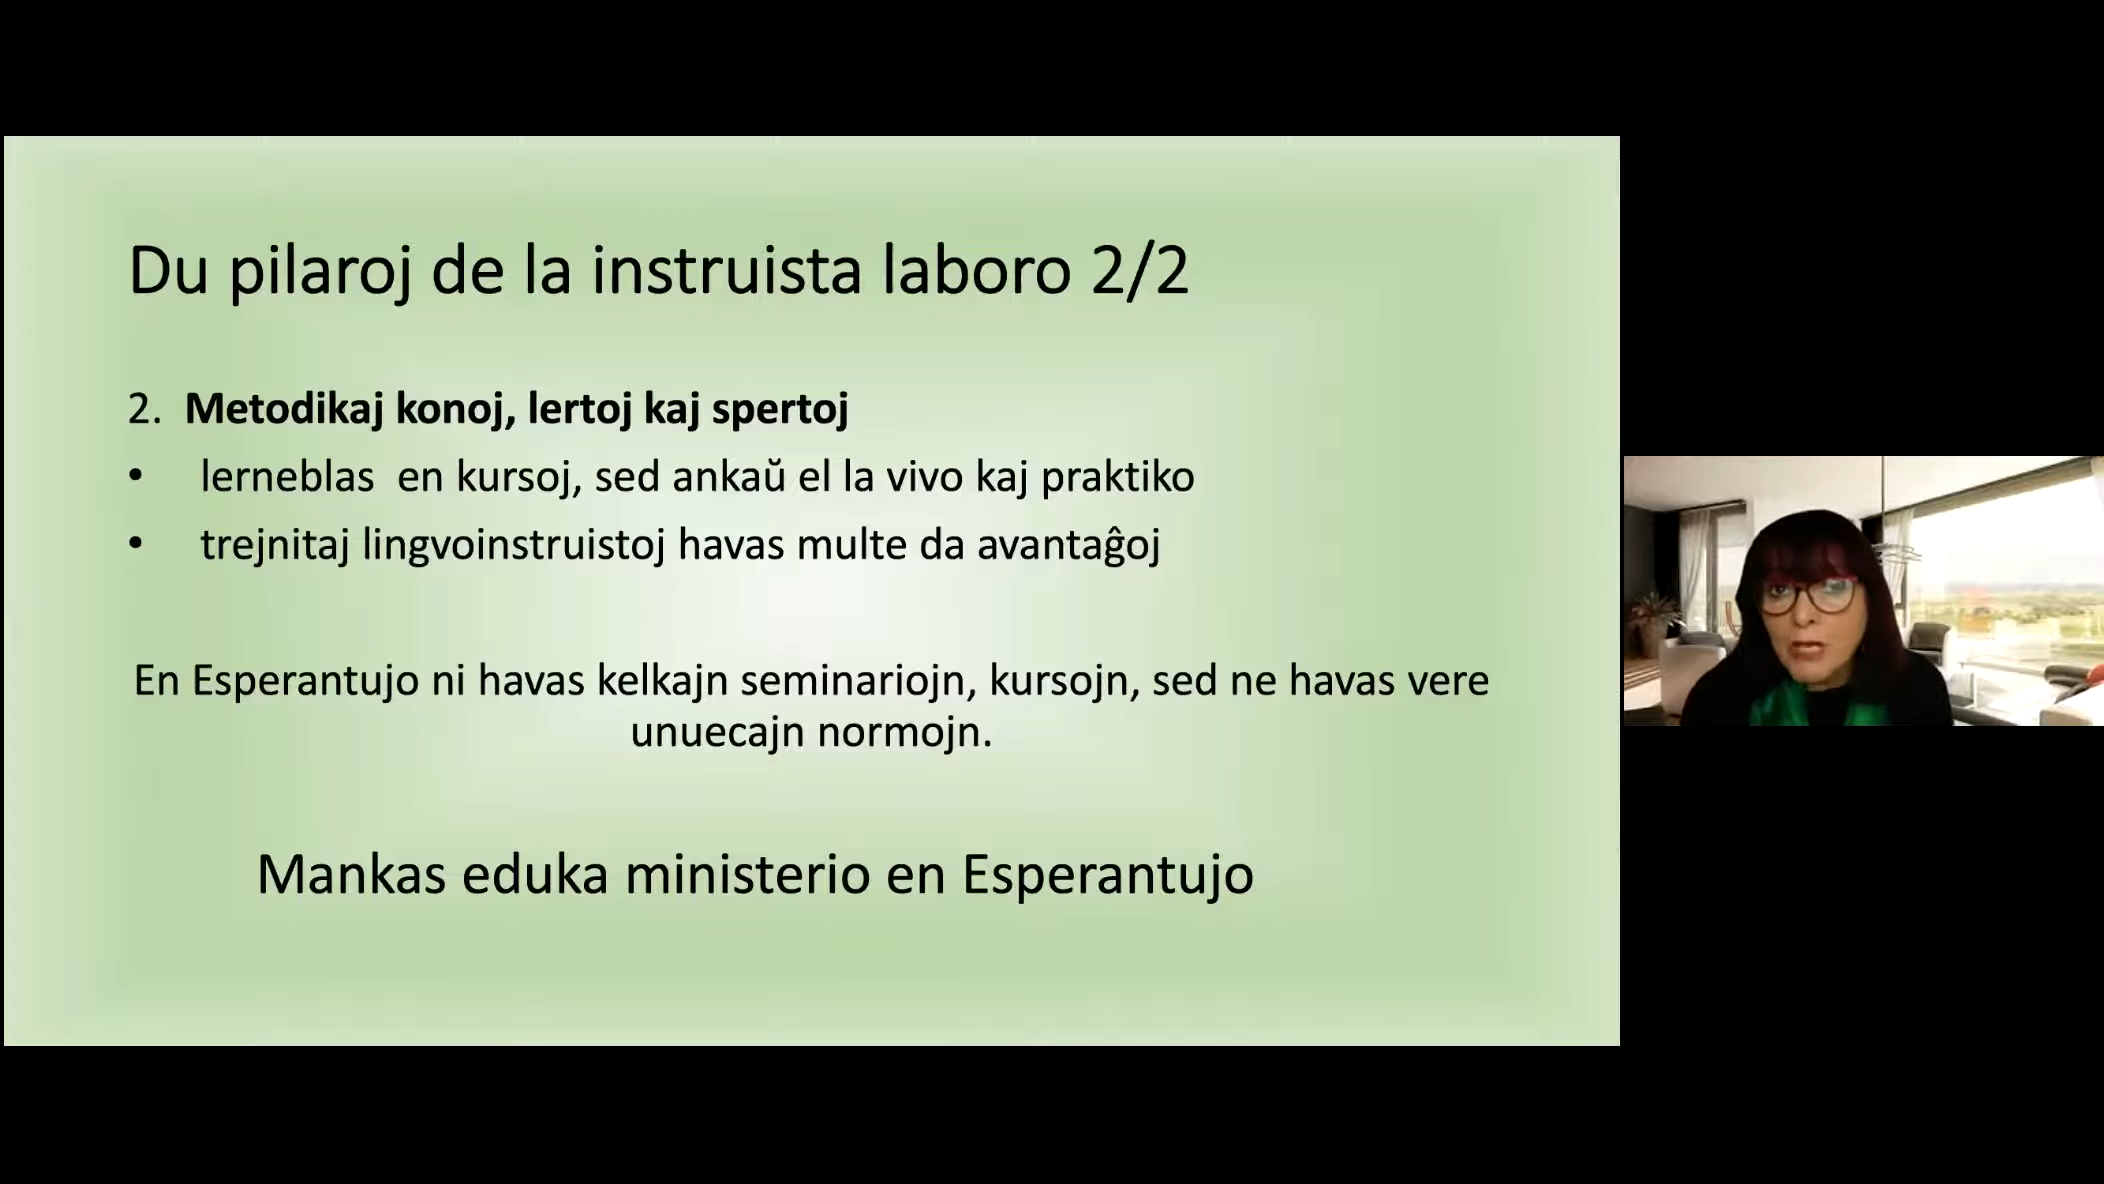 Du pilaroj de la instruista laboro 2/2
2. Metodikaj konoj, lertoj kaj spertoj
• lerneblas en kursoj, sed ankaŭ el la vivo kaj praktiko
• trejnitaj lingvoinstruistoj havas multe da avantaĝoj
En Esperantujo ni havas kelkajn seminariojn, kursojn, sed ne havas vere
unuecajn normojn.
Mankas eduka ministerio en Esperantujo